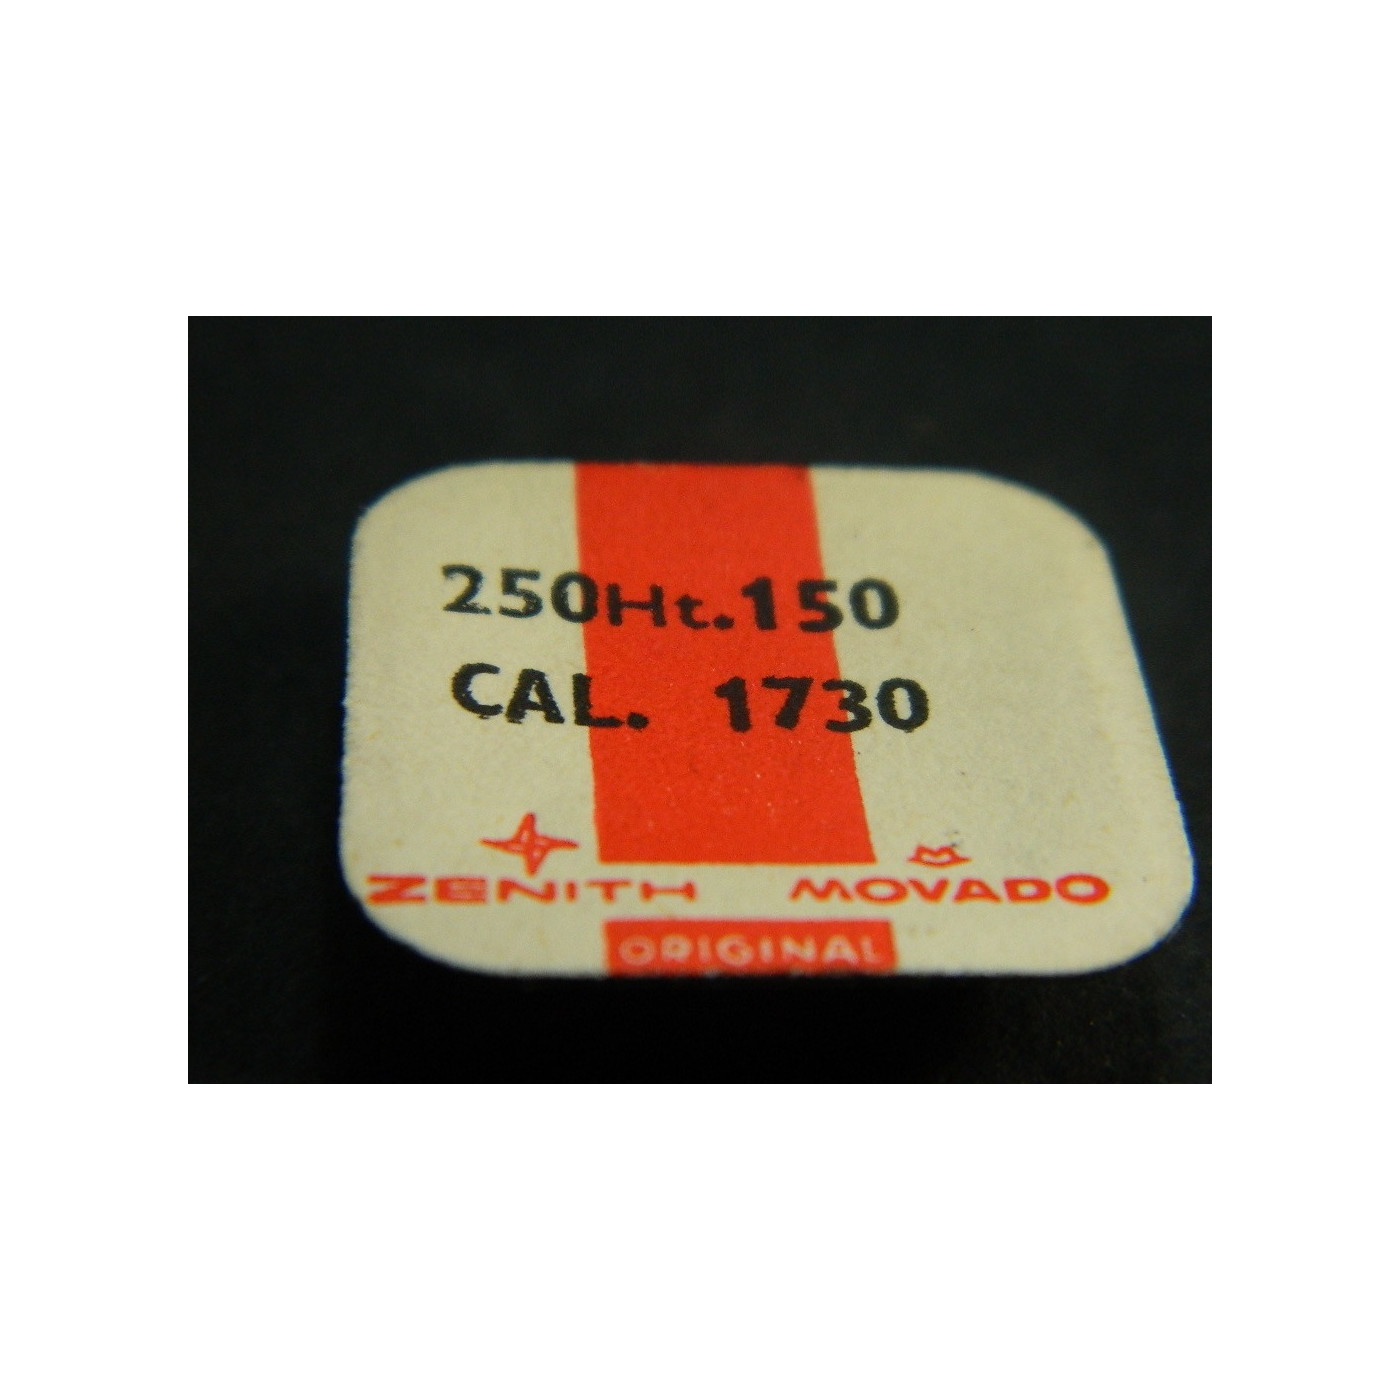 250Ht.150
CAL. 1730
ZENITH MOVADO
ORIGINAL